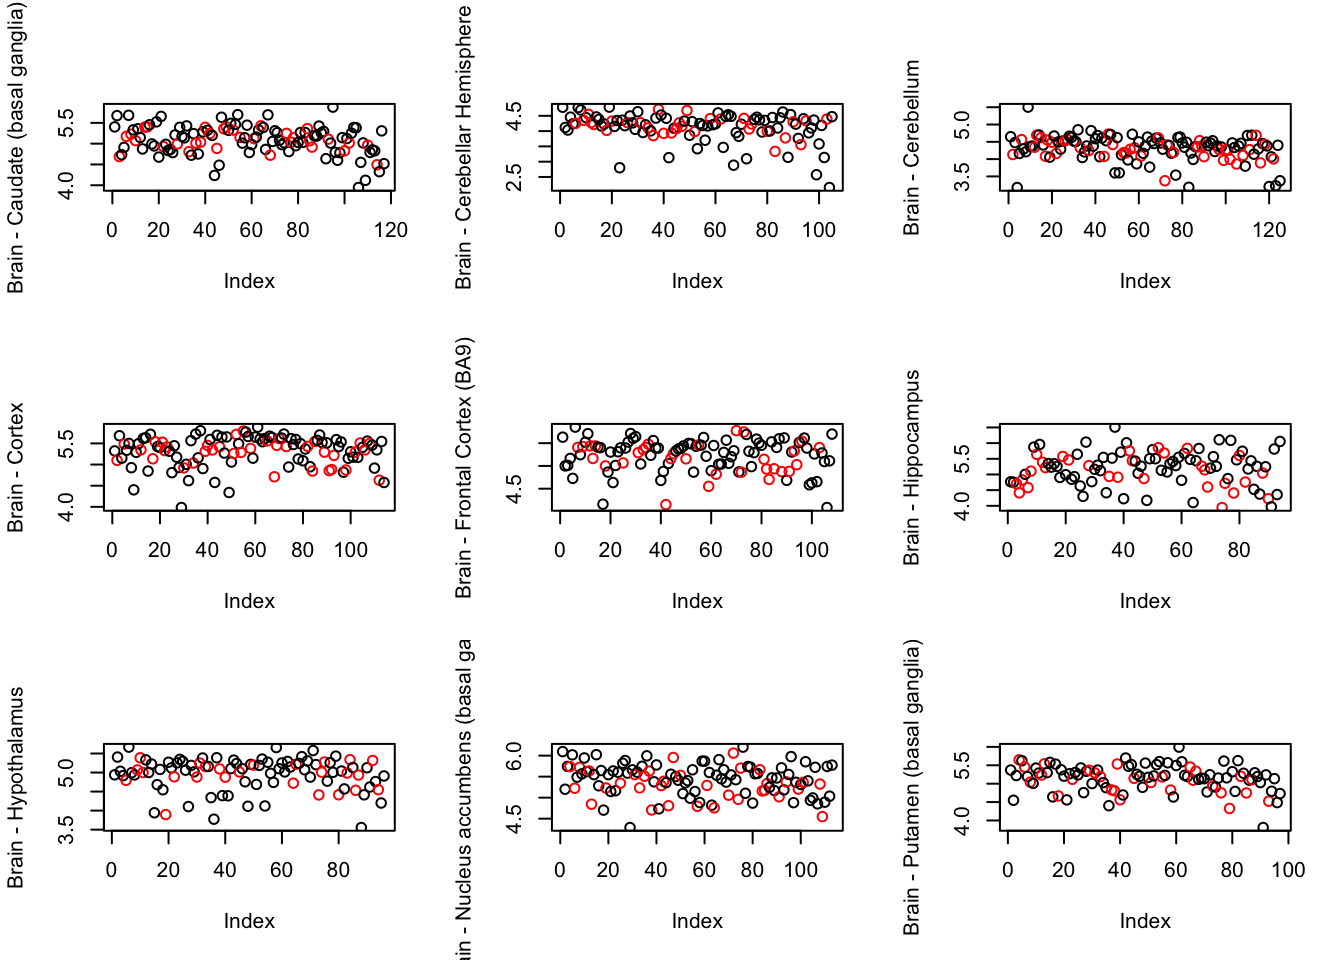 Brain - Caudate (basal ganglia)
5.5
4.0
0 20 40 60 80 120
Index
Brain - Cerebellar Hemisphere
4.5
2.5
0 20 40 60 80 100
Index
Brain - Cerebellum
5.0
3.5
0 20 40 60 80 120
Index
Brain - Cortex
5.5
4.0
0 20 40 60 80 100
Index
Brain - Frontal Cortex (BA9)
4.5
0 20 40 60 80 100
Index
Brain - Hippocampus
5.5
4.0
0 20 40 60 80
Index
Brain - Hypothalamus
5.0
3.5
0 20 40 60 80
Index
ain - Nucleus accumbens (basal ga
6.0
4.5
0 20 40 60 80 100
Index
Brain - Putamen (basal ganglia)
5.5
4.0
0 20 40 60 80 100
Index